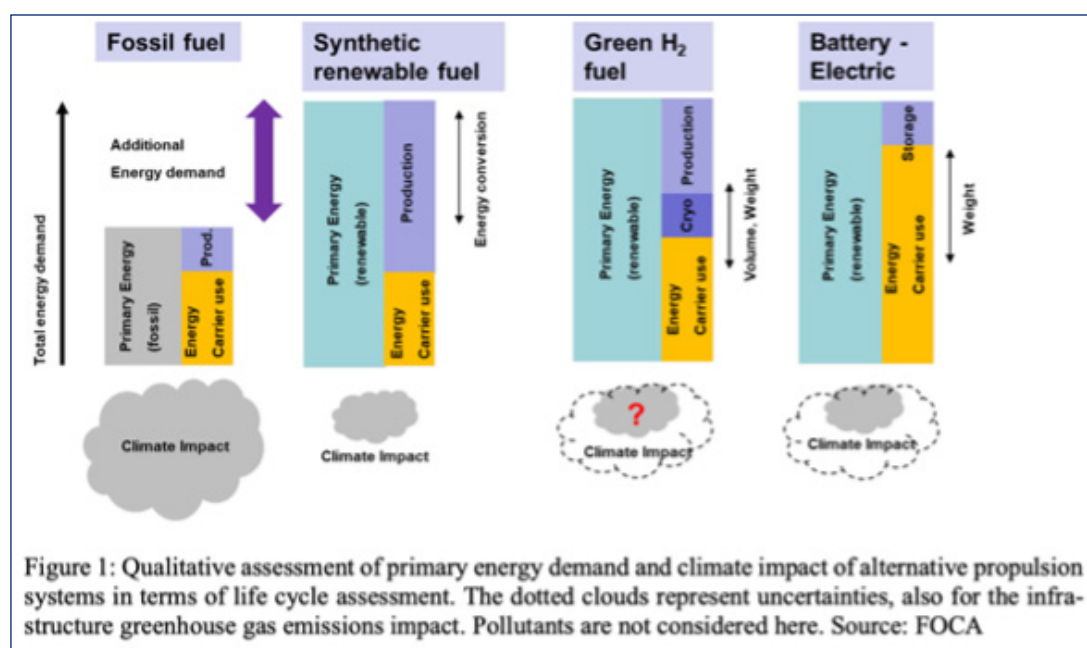 Fossil fuel
Synthetic
renewable fuel
Green H₂
fuel
Battery -
Electric
Total energy demand
Additional
Energy demand
Primary Energy
(fossil)
Prod.
Energy
Carrier use
Primary Energy
(renewable)
Production
Energy
Carrier use
Energy conversion
Primary Energy
(renewable)
Production
Cryo
Energy
Carrier use
Volume, Weight
Primary Energy
(renewable)
Storage
Energy
Carrier use
Weight
Climate Impact
Climate Impact
?
Climate Impact
Climate Impact
Figure 1: Qualitative assessment of primary energy demand and climate impact of alternative propulsion
systems in terms of life cycle assessment. The dotted clouds represent uncertainties, also for the infra-
structure greenhouse gas emissions impact. Pollutants are not considered here. Source: FOCA